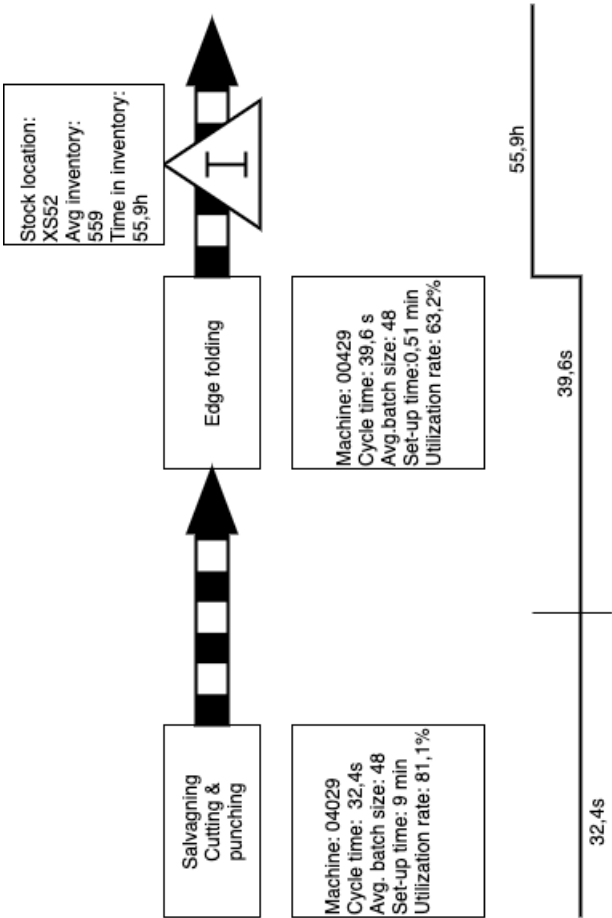 Salvagning
Cutting &
punching
Edge folding
Stock location:
XS52
Avg inventory:
559
Time in inventory:
55,9h
I
Machine: 04029
Cycle time: 32,4s
Avg. batch size: 48
Set-up time: 9 min
Utilization rate: 81,1%
Machine: 00429
Cycle time: 39,6 s
Avg.batch size: 48
Set-up time:0,51 min
Utilization rate: 63,2%
32,4s
39,6s
55,9h